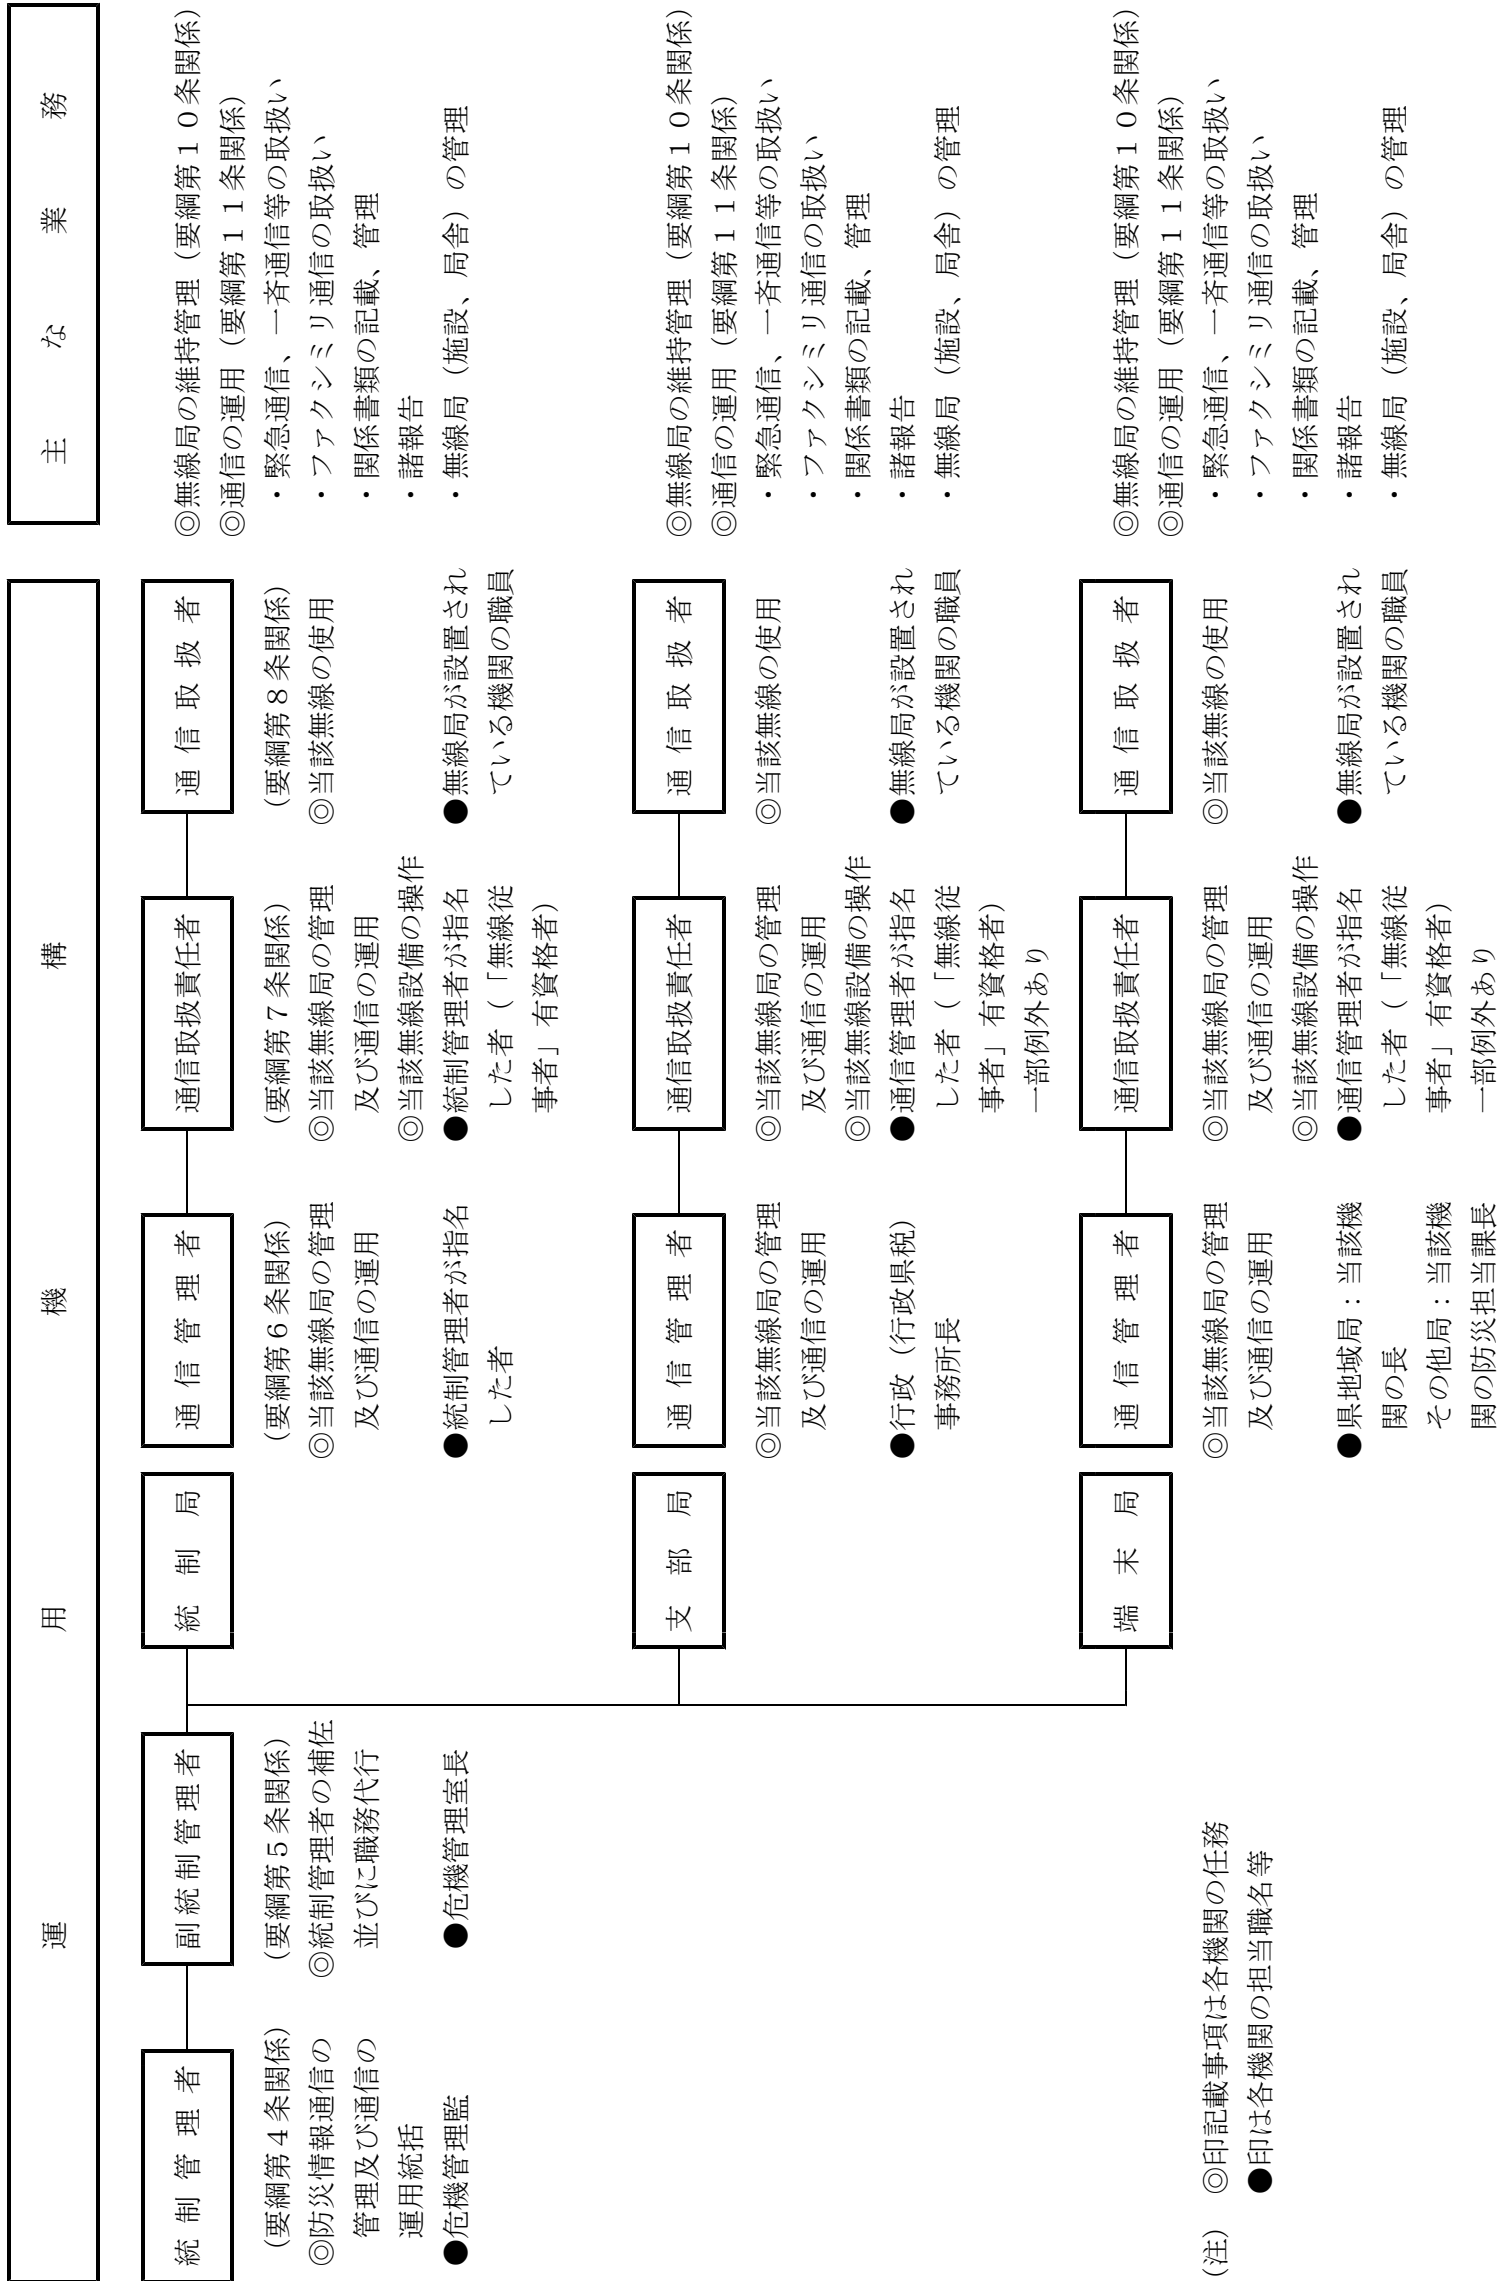 運用機構
主な業務
統制管理者
(要綱第4条関係)
◎防災情報通信の
管理及び通信の
運用統括
●危機管理監
副統制管理者
(要綱第5条関係)
◎統制管理者の補佐
並びに職務代行
●危機管理室長
統制局
通信管理者
(要綱第6条関係)
◎当該無線局の管理
及び通信の運用
●統制管理者が指名
した者
通信取扱責任者
(要綱第7条関係)
◎当該無線局の管理
及び通信の運用
◎当該無線設備の操作
●統制管理者が指名
した者(「無線従
事者」有資格者)
通信取扱者
(要綱第8条関係)
◎当該無線の使用
●無線局が設置され
ている機関の職員
◎無線局の維持管理(要綱第10条関係)
◎通信の運用(要綱第11条関係)
・緊急通信、一斉通信等の取扱い
・ファクシミリ通信の取扱い
・関係書類の記載、管理
・諸報告
・無線局(施設、局舎)の管理
支部局
通信管理者
◎当該無線局の管理
及び通信の運用
●行政(行政県税)
事務所長
通信取扱責任者
◎当該無線局の管理
及び通信の運用
◎当該無線設備の操作
●通信管理者が指名
した者(「無線従
事者」有資格者)
一部例外あり
通信取扱者
◎当該無線の使用
●無線局が設置され
ている機関の職員
◎無線局の維持管理(要綱第10条関係)
◎通信の運用(要綱第11条関係)
・緊急通信、一斉通信等の取扱い
・ファクシミリ通信の取扱い
・関係書類の記載、管理
・諸報告
・無線局(施設、局舎)の管理
端末局
通信管理者
◎当該無線局の管理
及び通信の運用
●県地域局:当該機
関の長
その他局:当該機
関の防災担当課長
通信取扱責任者
◎当該無線局の管理
及び通信の運用
◎当該無線設備の操作
●通信管理者が指名
した者(「無線従
事者」有資格者)
一部例外あり
通信取扱者
◎当該無線の使用
●無線局が設置され
ている機関の職員
◎無線局の維持管理(要綱第10条関係)
◎通信の運用(要綱第11条関係)
・緊急通信、一斉通信等の取扱い
・ファクシミリ通信の取扱い
・関係書類の記載、管理
・諸報告
・無線局(施設、局舎)の管理
(注) ◎印記載事項は各機関の任務
●印は各機関の担当職名等